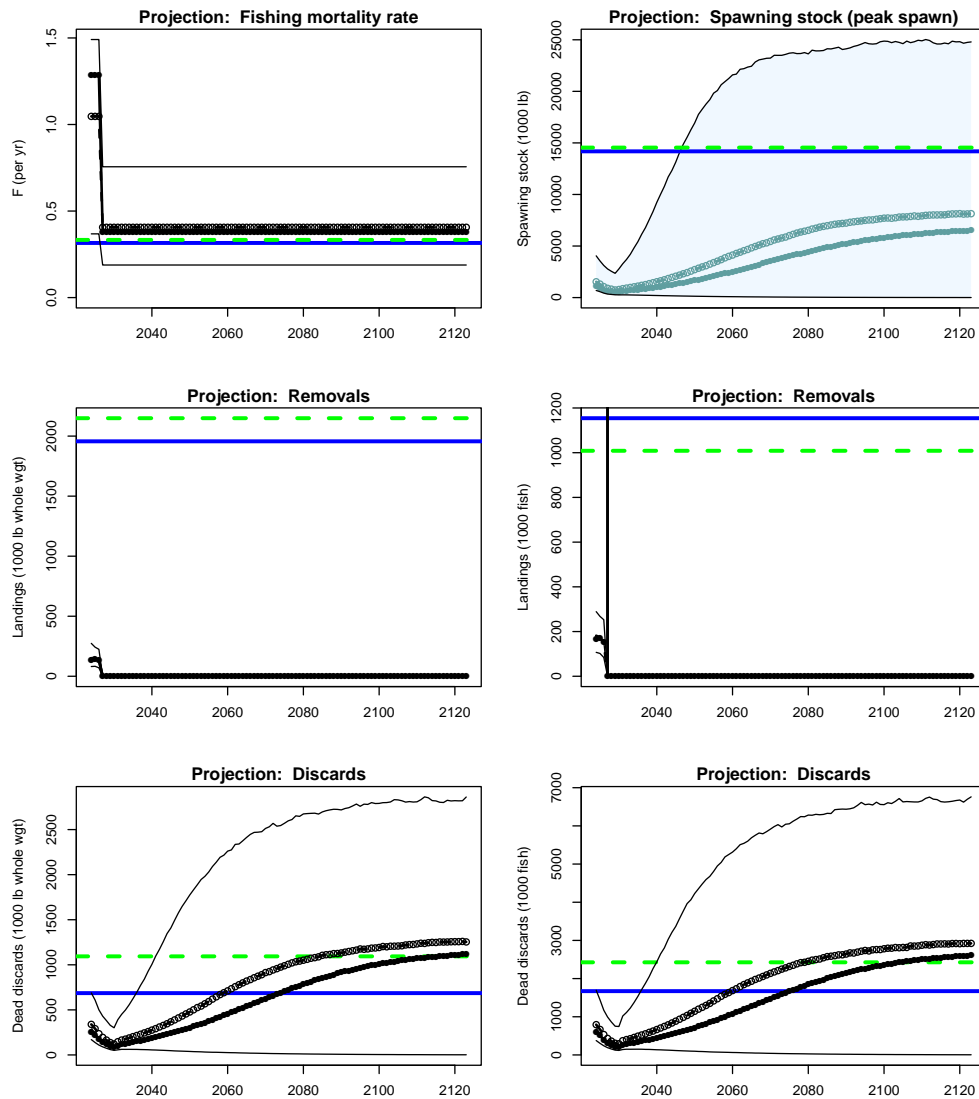 Projection: Fishing mortality rate
F (per yr)
0.0 0.5 1.0 1.5
2040 2060 2080 2100 2120
Projection: Spawning stock (peak spawn)
Spawning stock (1000 lb)
0 5000 10000 15000 20000 25000
2040 2060 2080 2100 2120
Projection: Removals
Landings (1000 lb whole wgt)
0 500 1000 1500 2000
2040 2060 2080 2100 2120
Projection: Removals
Landings (1000 fish)
0 200 400 600 800 1000 1200
2040 2060 2080 2100 2120
Projection: Discards
Dead discards (1000 lb whole wgt)
0 500 1000 1500 2000 2500
2040 2060 2080 2100 2120
Projection: Discards
Dead discards (1000 fish)
0 1000 3000 5000 7000
2040 2060 2080 2100 2120